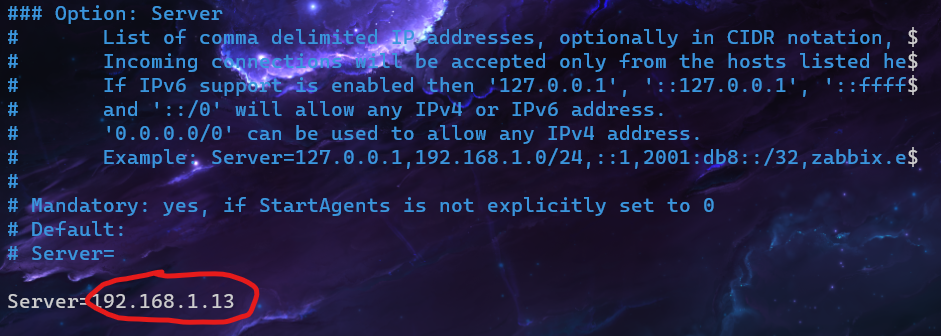 ### Option: Server
#       List of comma delimited IP addresses, optionally in CIDR notation, $
#       Incoming connections will be accepted only from the hosts listed he$
#       If IPv6 support is enabled then '127.0.0.1', '::127.0.0.1', '::ffff$
#       and '::/0' will allow any IPv4 or IPv6 address.
#       '0.0.0.0/0' can be used to allow any IPv4 address.
#       Example: Server=127.0.0.1,192.168.1.0/24,::1,2001:db8::/32,zabbix.e$
#
# Mandatory: yes, if StartAgents is not explicitly set to 0
# Default:
# Server=
Server=192.168.1.13